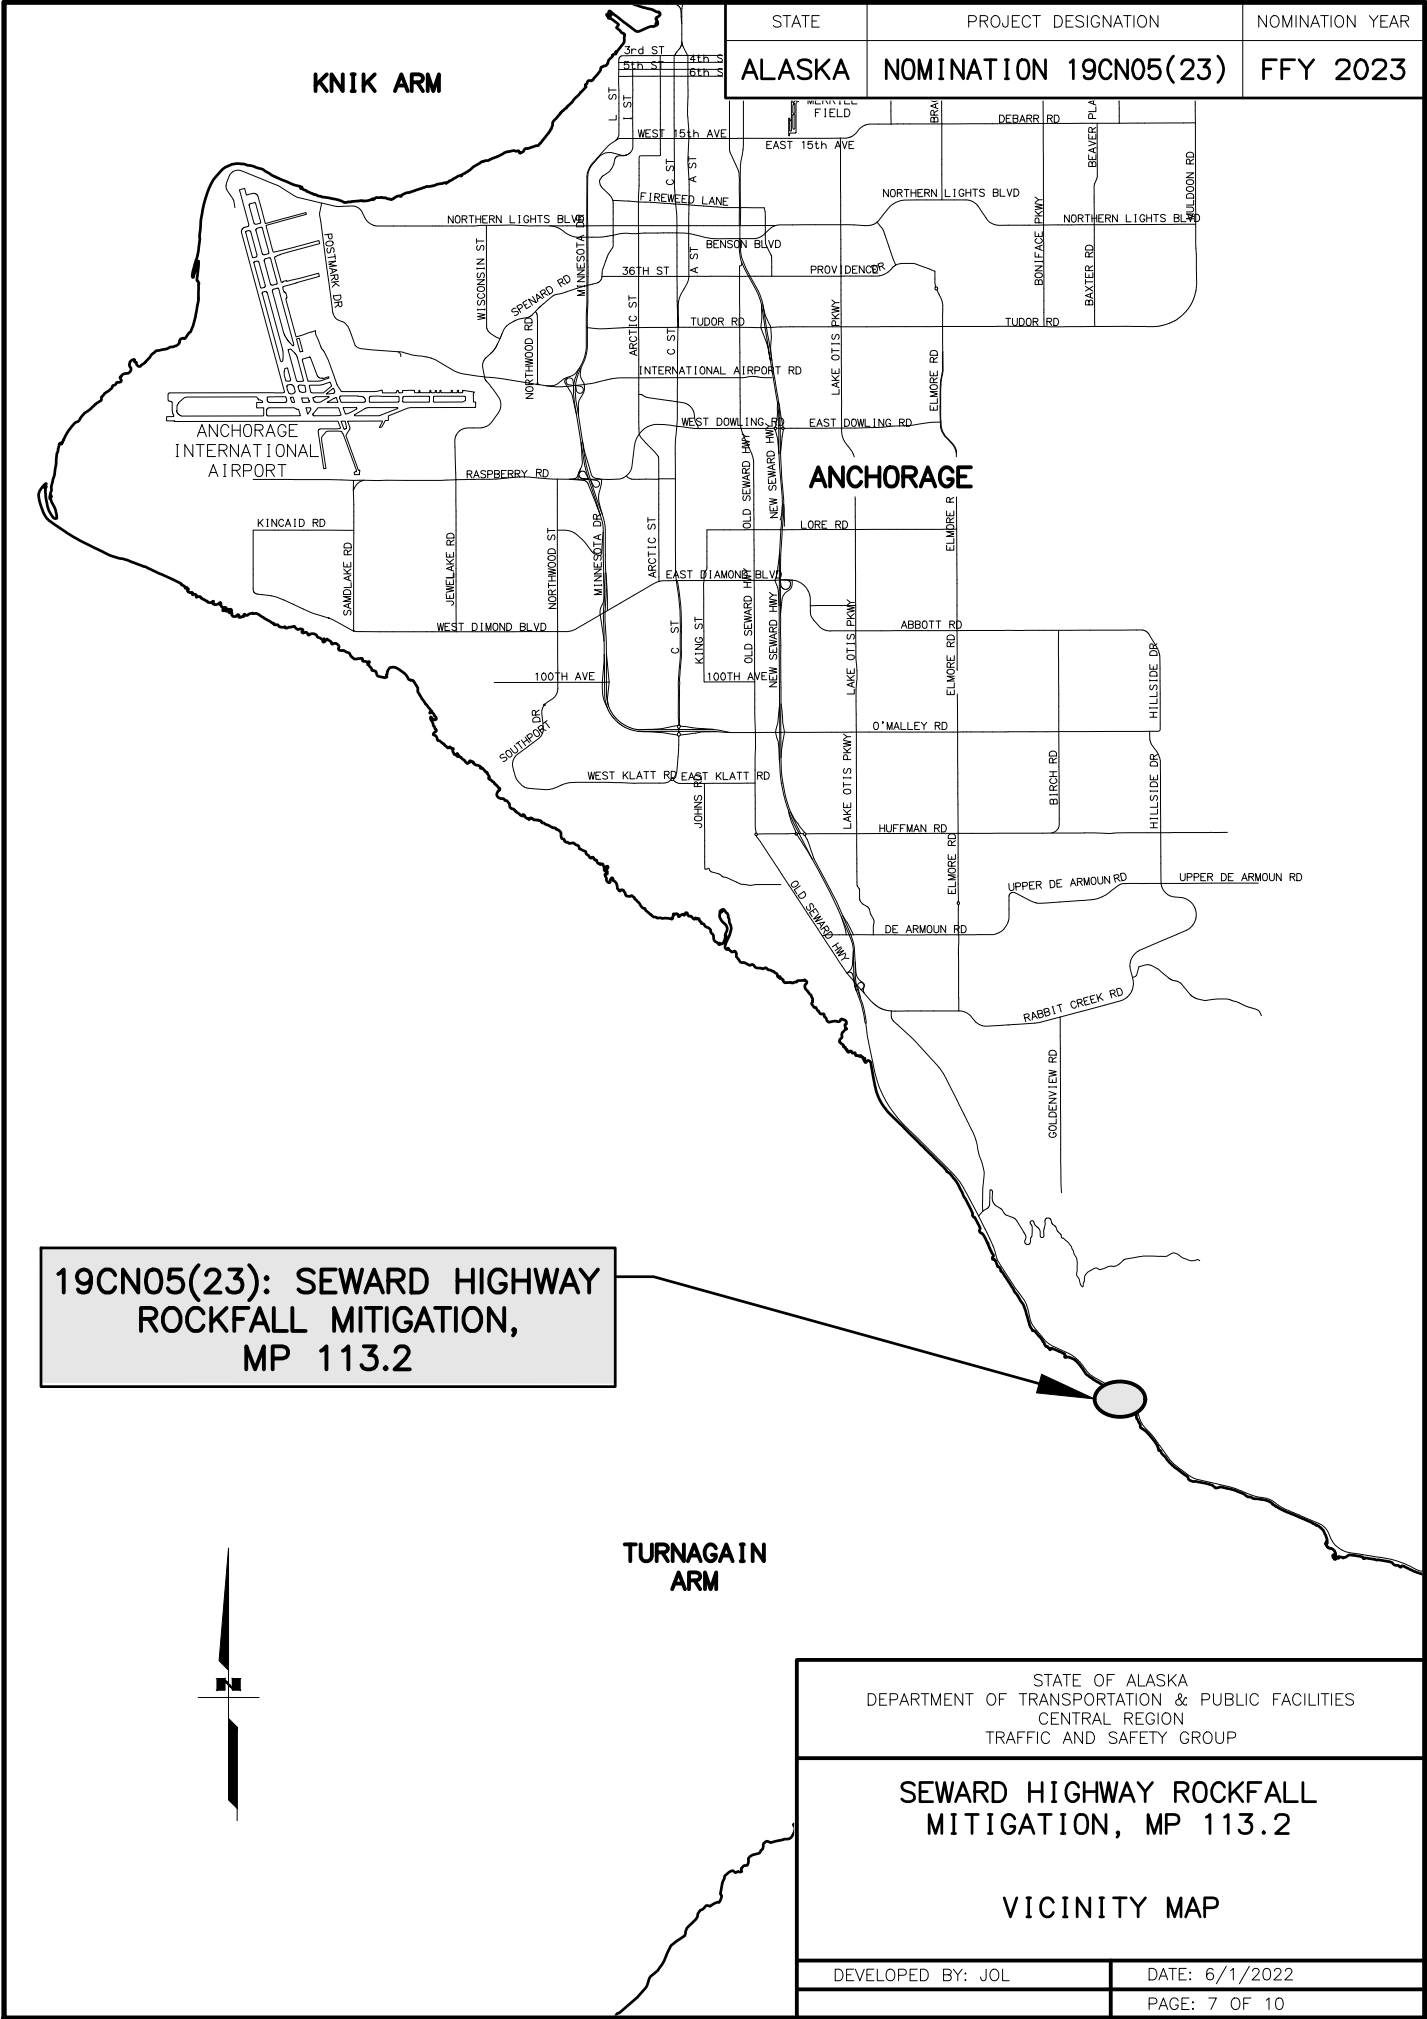 STATE
PROJECT DESIGNATION
NOMINATION YEAR
ALASKA
NOMINATION 19CN05(23)
FFY 2023
KNIK ARM
3rd ST
4th S
5th ST
6th S
L ST
I ST
MERRILL
FIELD
BRAG
DEBARR RD
BEAVER PLA
WEST 15th AVE
EAST 15th AVE
C ST
A ST
MULDOON RD
FIREWEED LANE
NORTHERN LIGHTS BLVD
NORTHERN LIGHTS BLVD
NORTHERN LIGHTS BLVD
BENSON BLVD
POSTMARK DR
WISCONSIN ST
MINNESOTA DR
A ST
BONIFACE PKWY
BAXTER RD
36TH ST
PROVIDENCE DR
SPENARD RD
NORTHWOOD RD
ARCTIC ST
C ST
TUDOR RD
LAKE OTIS PKWY
TUDOR RD
INTERNATIONAL AIRPORT RD
ELMORE RD
WEST DOWLING RD
EAST DOWLING RD
ANCHORAGE
INTERNATIONAL
AIRPORT
RASPBERRY RD
OLD SEWARD HWY
NEW SEWARD HWY
ANCHORAGE
KINCAID RD
LORE RD
ELMORE R
SANDLAKE RD
JEWELAKE RD
NORTHWOOD ST
MINNESOTA DR
ARCTIC ST
EAST DIAMOND BLVD
WEST DIMOND BLVD
C ST
KING ST
OLD SEWARD HWY
NEW SEWARD HWY
LAKE OTIS PKWY
ABBOTT RD
ELMORE RD
HILLSIDE DR
100TH AVE
100TH AVE
SOUTHPORT DR
O'MALLEY RD
WEST KLATT RD
EAST KLATT RD
JOHNS RD
LAKE OTIS PKWY
BIRCH RD
HILLSIDE DR
HUFFMAN RD
ELMORE RD
OLD SEWARD HWY
UPPER DE ARMOUN RD
UPPER DE ARMOUN RD
DE ARMOUN RD
RABBIT CREEK RD
GOLDENVIEW RD
19CN05(23): SEWARD HIGHWAY
ROCKFALL MITIGATION,
MP 113.2
TURNAGAIN
ARM
N
STATE OF ALASKA
DEPARTMENT OF TRANSPORTATION & PUBLIC FACILITIES
CENTRAL REGION
TRAFFIC AND SAFETY GROUP
SEWARD HIGHWAY ROCKFALL
MITIGATION, MP 113.2
VICINITY MAP
DEVELOPED BY: JOL
DATE: 6/1/2022
PAGE: 7 OF 10